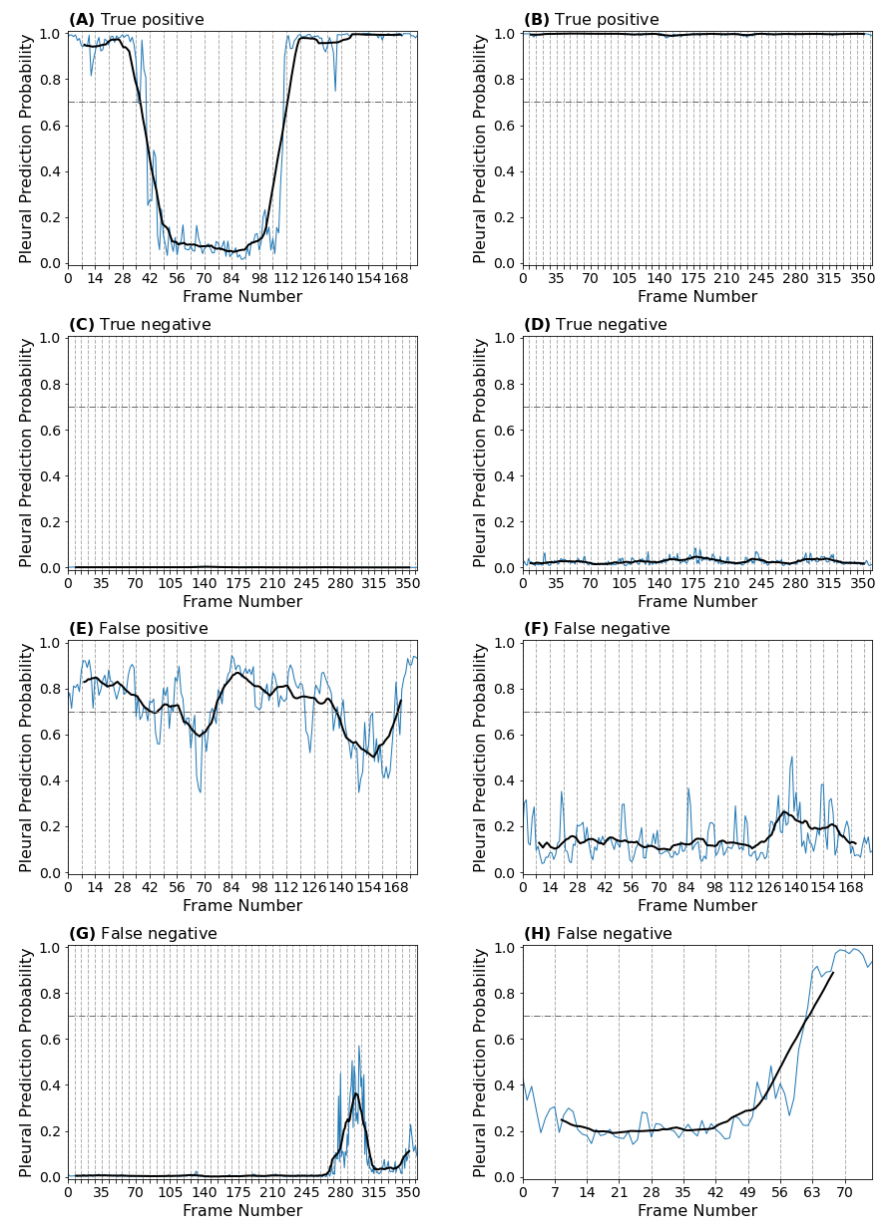 (A) True positive
Pleural Prediction Probability
1.0
0.8
0.6
0.4
0.2
0.0
0 14 28 42 56 70 84 98 112 126 140 154 168
Frame Number
(B) True positive
Pleural Prediction Probability
1.0
0.8
0.6
0.4
0.2
0.0
0 35 70 105 140 175 210 245 280 315 350
Frame Number
(C) True negative
Pleural Prediction Probability
1.0
0.8
0.6
0.4
0.2
0.0
0 35 70 105 140 175 210 245 280 315 350
Frame Number
(D) True negative
Pleural Prediction Probability
1.0
0.8
0.6
0.4
0.2
0.0
0 35 70 105 140 175 210 245 280 315 350
Frame Number
(E) False positive
Pleural Prediction Probability
1.0
0.8
0.6
0.4
0.2
0.0
0 14 28 42 56 70 84 98 112 126 140 154 168
Frame Number
(F) False negative
Pleural Prediction Probability
1.0
0.8
0.6
0.4
0.2
0.0
0 14 28 42 56 70 84 98 112 126 140 154 168
Frame Number
(G) False negative
Pleural Prediction Probability
1.0
0.8
0.6
0.4
0.2
0.0
0 35 70 105 140 175 210 245 280 315 350
Frame Number
(H) False negative
Pleural Prediction Probability
1.0
0.8
0.6
0.4
0.2
0.0
0 7 14 21 28 35 42 49 56 63 70
Frame Number